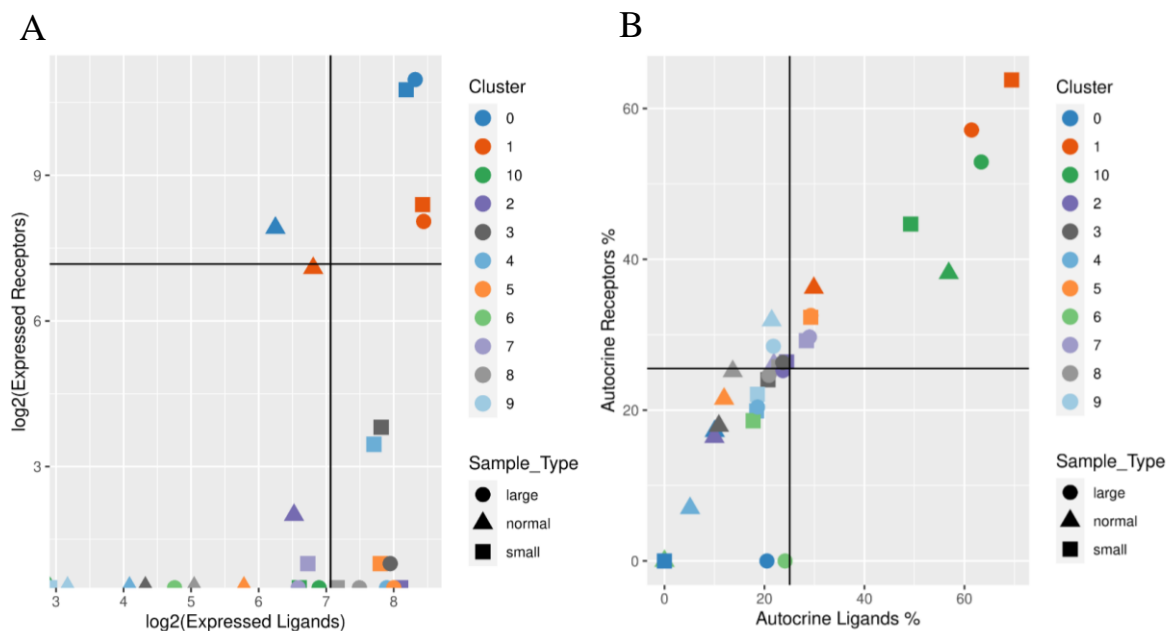 A
B
log2(Expressed Receptors)
9
6
3
3
4
5
6
7
8
log2(Expressed Ligands)
Cluster
0
1
10
2
3
4
5
6
7
8
9
Sample_Type
large
normal
small
Autocrine Receptors %
60
40
20
0
0
20
40
60
Autocrine Ligands %
Cluster
0
1
10
2
3
4
5
6
7
8
9
Sample_Type
large
normal
small